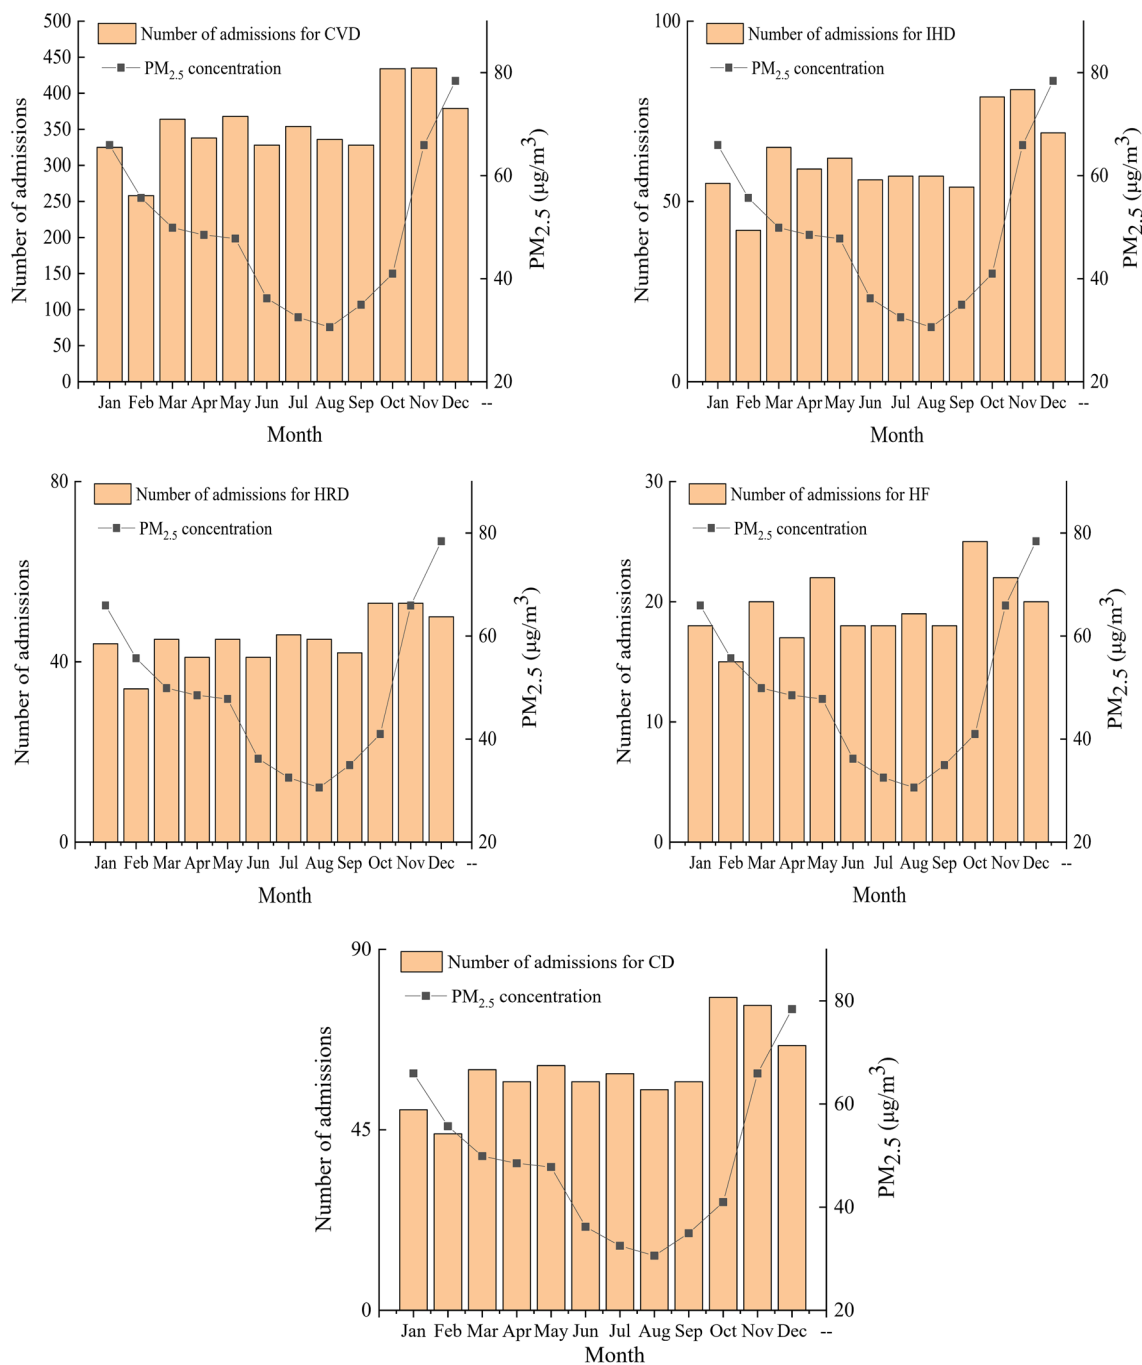 Number of admissions for CVD
PM2.5 concentration
500
450
400
350
300
250
200
150
100
50
0
Number of admissions
80
60
40
20
PM2.5 (μg/m3)
Jan Feb Mar Apr May Jun Jul Aug Sep Oct Nov Dec --
Month
Number of admissions for IHD
PM2.5 concentration
100
50
0
Number of admissions
80
60
40
20
PM2.5 (μg/m3)
Jan Feb Mar Apr May Jun Jul Aug Sep Oct Nov Dec --
Month
Number of admissions for HRD
PM2.5 concentration
80
40
0
Number of admissions
80
60
40
20
PM2.5 (μg/m3)
Jan Feb Mar Apr May Jun Jul Aug Sep Oct Nov Dec --
Month
Number of admissions for HF
PM2.5 concentration
30
20
10
0
Number of admissions
80
60
40
20
PM2.5 (μg/m3)
Jan Feb Mar Apr May Jun Jul Aug Sep Oct Nov Dec --
Month
Number of admissions for CD
PM2.5 concentration
90
45
0
Number of admissions
80
60
40
20
PM2.5 (μg/m3)
Jan Feb Mar Apr May Jun Jul Aug Sep Oct Nov Dec --
Month